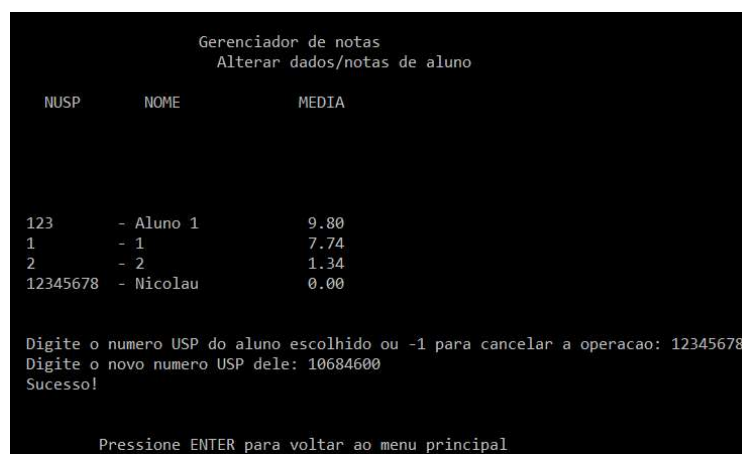 Gerenciador de notas
Alterar dados/notas de aluno
NUSP NOME MEDIA
123 - Aluno 1 9.80
1 - 1 7.74
2 - 2 1.34
12345678 - Nicolau 0.00
Digite o numero USP do aluno escolhido ou -1 para cancelar a operacao: 12345678
Digite o novo numero USP dele: 10684600
Sucesso!
Pressione ENTER para voltar ao menu principal